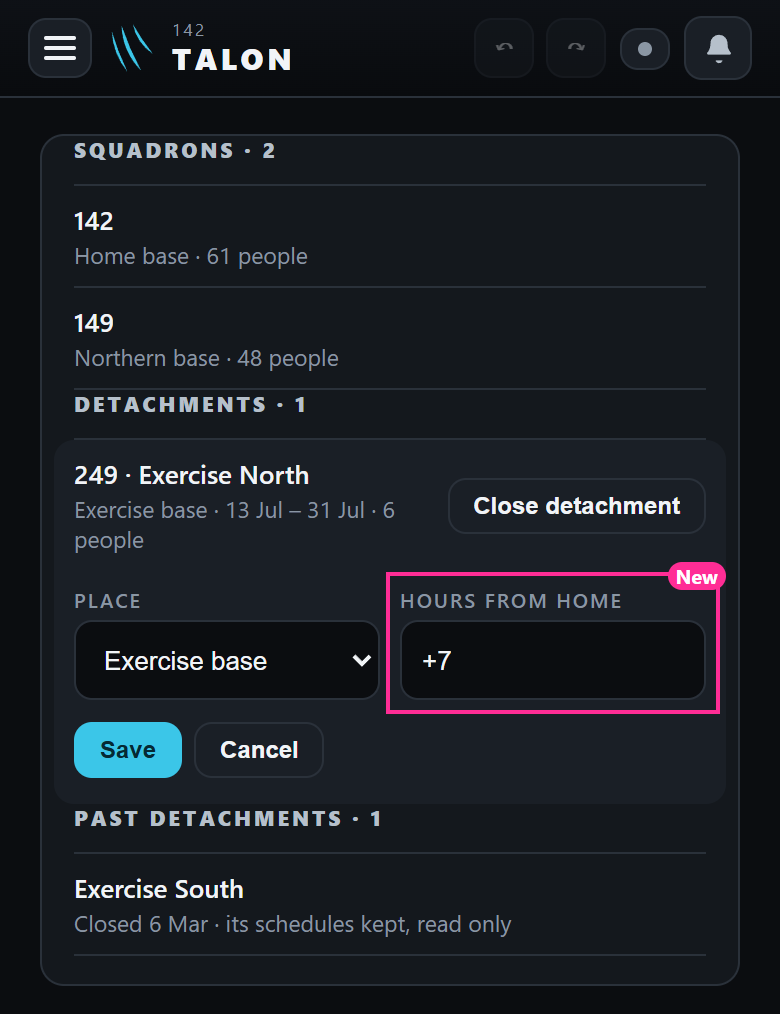 142
TALON
SQUADRONS · 2
142
Home base · 61 people
149
Northern base · 48 people
DETACHMENTS · 1
249 · Exercise North
Exercise base · 13 Jul – 31 Jul · 6
people
Close detachment
New
PLACE
HOURS FROM HOME
Exercise base
+7
Save
Cancel
PAST DETACHMENTS · 1
Exercise South
Closed 6 Mar · its schedules kept, read only